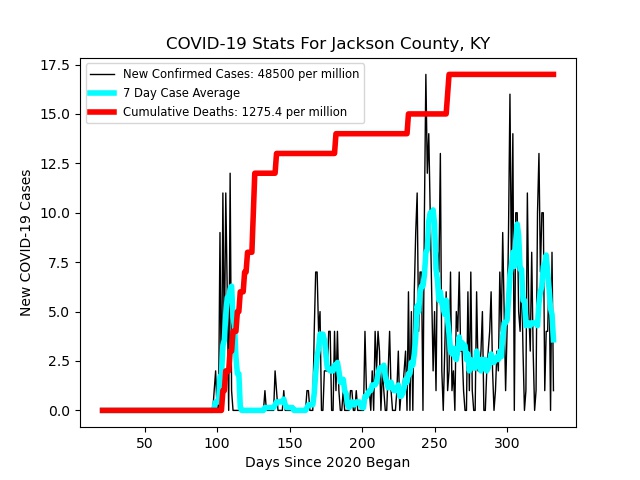 COVID-19 Stats For Jackson County, KY
New Confirmed Cases: 48500 per million
7 Day Case Average
Cumulative Deaths: 1275.4 per million
New COVID-19 Cases
17.5
15.0
12.5
10.0
7.5
5.0
2.5
0.0
50 100 150 200 250 300
Days Since 2020 Began